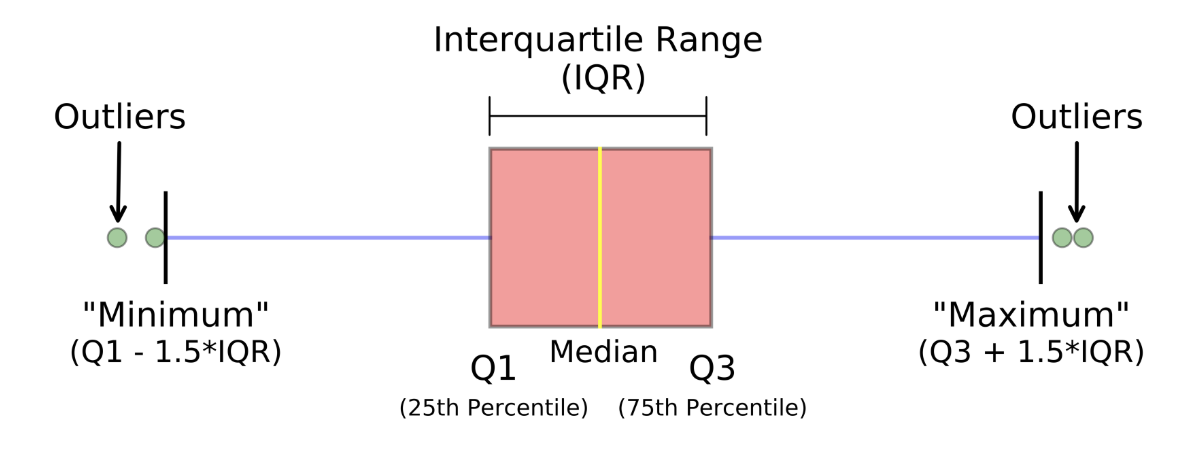 Interquartile Range
(IQR)
Outliers
Outliers
"Minimum"
(Q1 - 1.5*IQR)
"Maximum"
(Q3 + 1.5*IQR)
Q1
Median
Q3
(25th Percentile)
(75th Percentile)